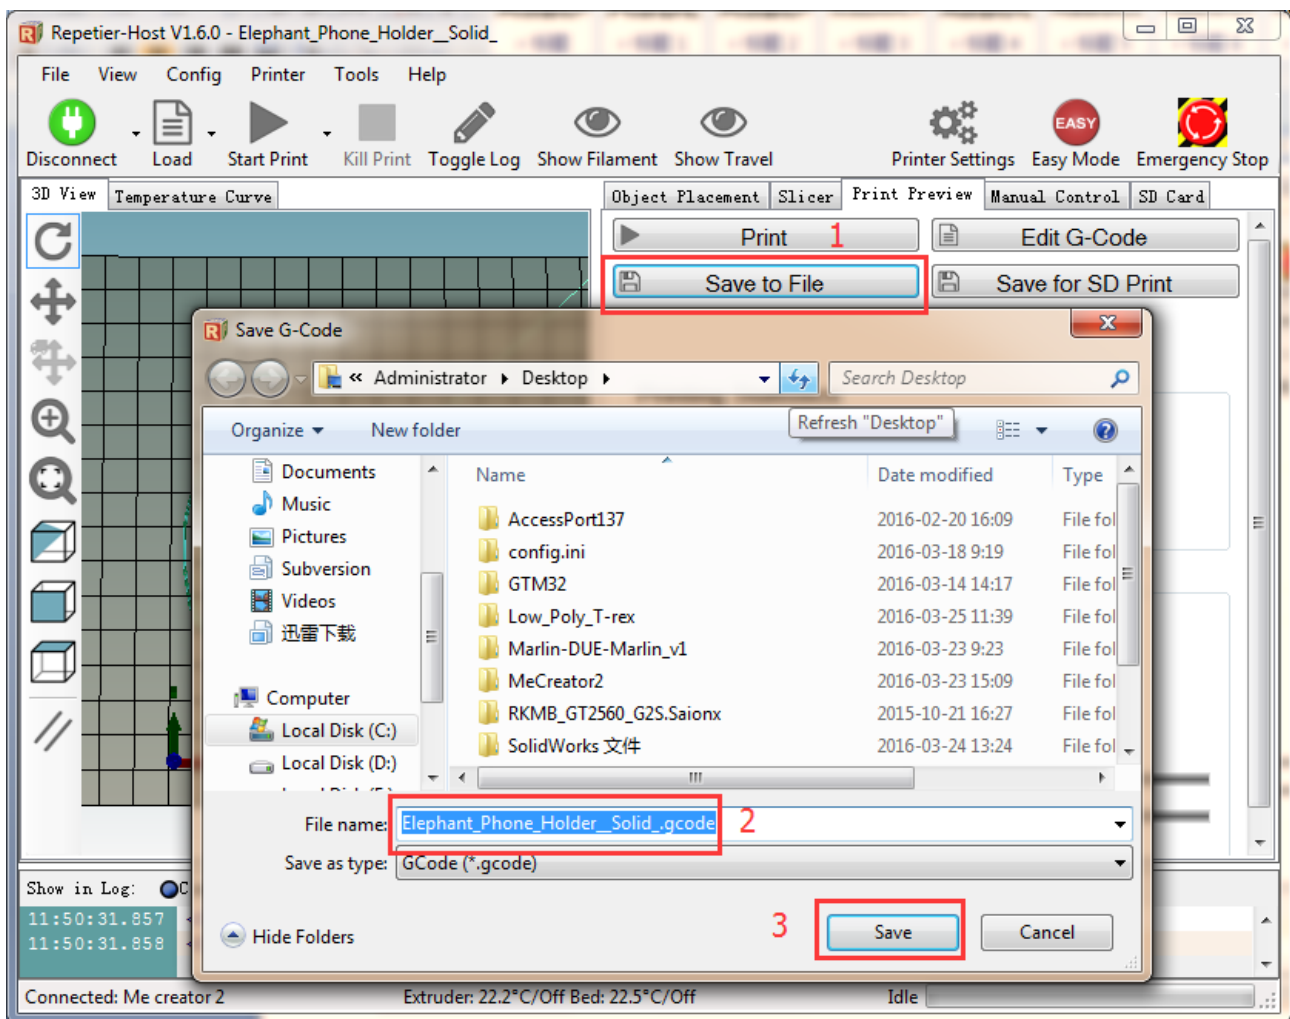 Repetier-Host V1.6.0 - Elephant_Phone_Holder__Solid_
File View Config Printer Tools Help
Disconnect Load Start Print Kill Print Toggle Log Show Filament Show Travel Printer Settings Easy Mode Emergency Stop
EASY
3D View Temperature Curve Object Placement Slicer Print Preview Manual Control SD Card
Print 1 Edit G-Code
Save to File Save for SD Print
Save G-Code
« Administrator Desktop Search Desktop
Organize New folder Refresh "Desktop"
Name Date modified Type
Documents
Music
Pictures
Subversion
Videos
迅雷下载
Computer
Local Disk (C:)
Local Disk (D:)
AccessPort137 2016-02-20 16:09 File fol
config.ini 2016-03-18 9:19 File fol
GTM32 2016-03-14 14:17 File fol
Low_Poly_T-rex 2016-03-25 11:39 File fol
Marlin-DUE-Marlin_v1 2016-03-23 9:23 File fol
MeCreator2 2016-03-23 15:09 File fol
RKMB_GT2560_G2S.Saionx 2015-10-21 16:27 File fol
SolidWorks 文件 2016-03-24 13:24 File fol
File name: Elephant_Phone_Holder__Solid_.gcode 2
Save as type: GCode (*.gcode)
Hide Folders 3 Save Cancel
Show in Log: C
11:50:31.857 <
11:50:31.858 <
Connected: Me creator 2 Extruder: 22.2°C/Off Bed: 22.5°C/Off Idle